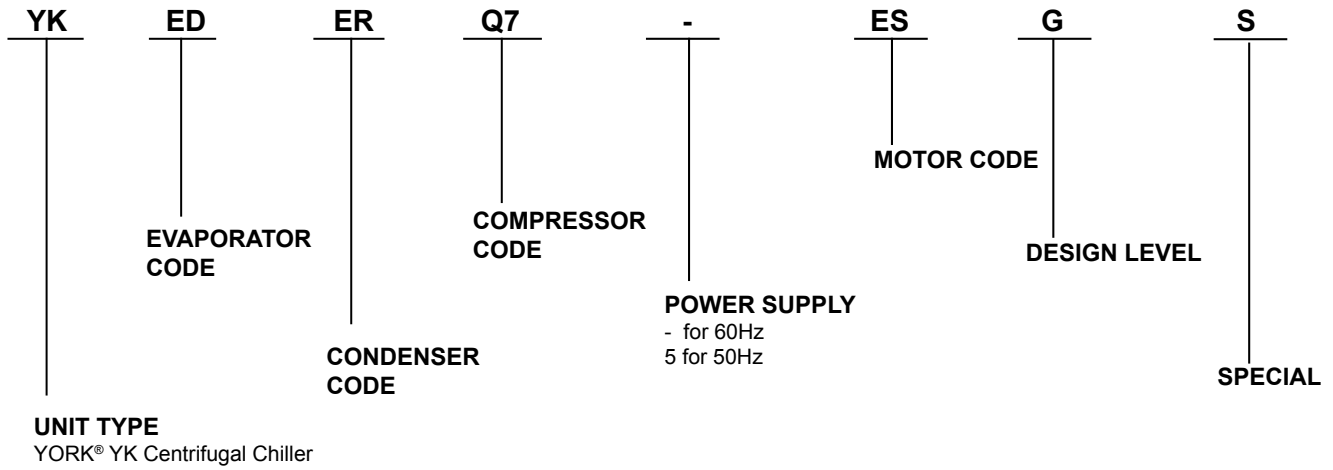 YK ED ER Q7 - ES G S
MOTOR CODE
EVAPORATOR
CODE
COMPRESSOR
CODE
DESIGN LEVEL
POWER SUPPLY
- for 60Hz
5 for 50Hz
CONDENSER
CODE
SPECIAL
UNIT TYPE
YORK® YK Centrifugal Chiller